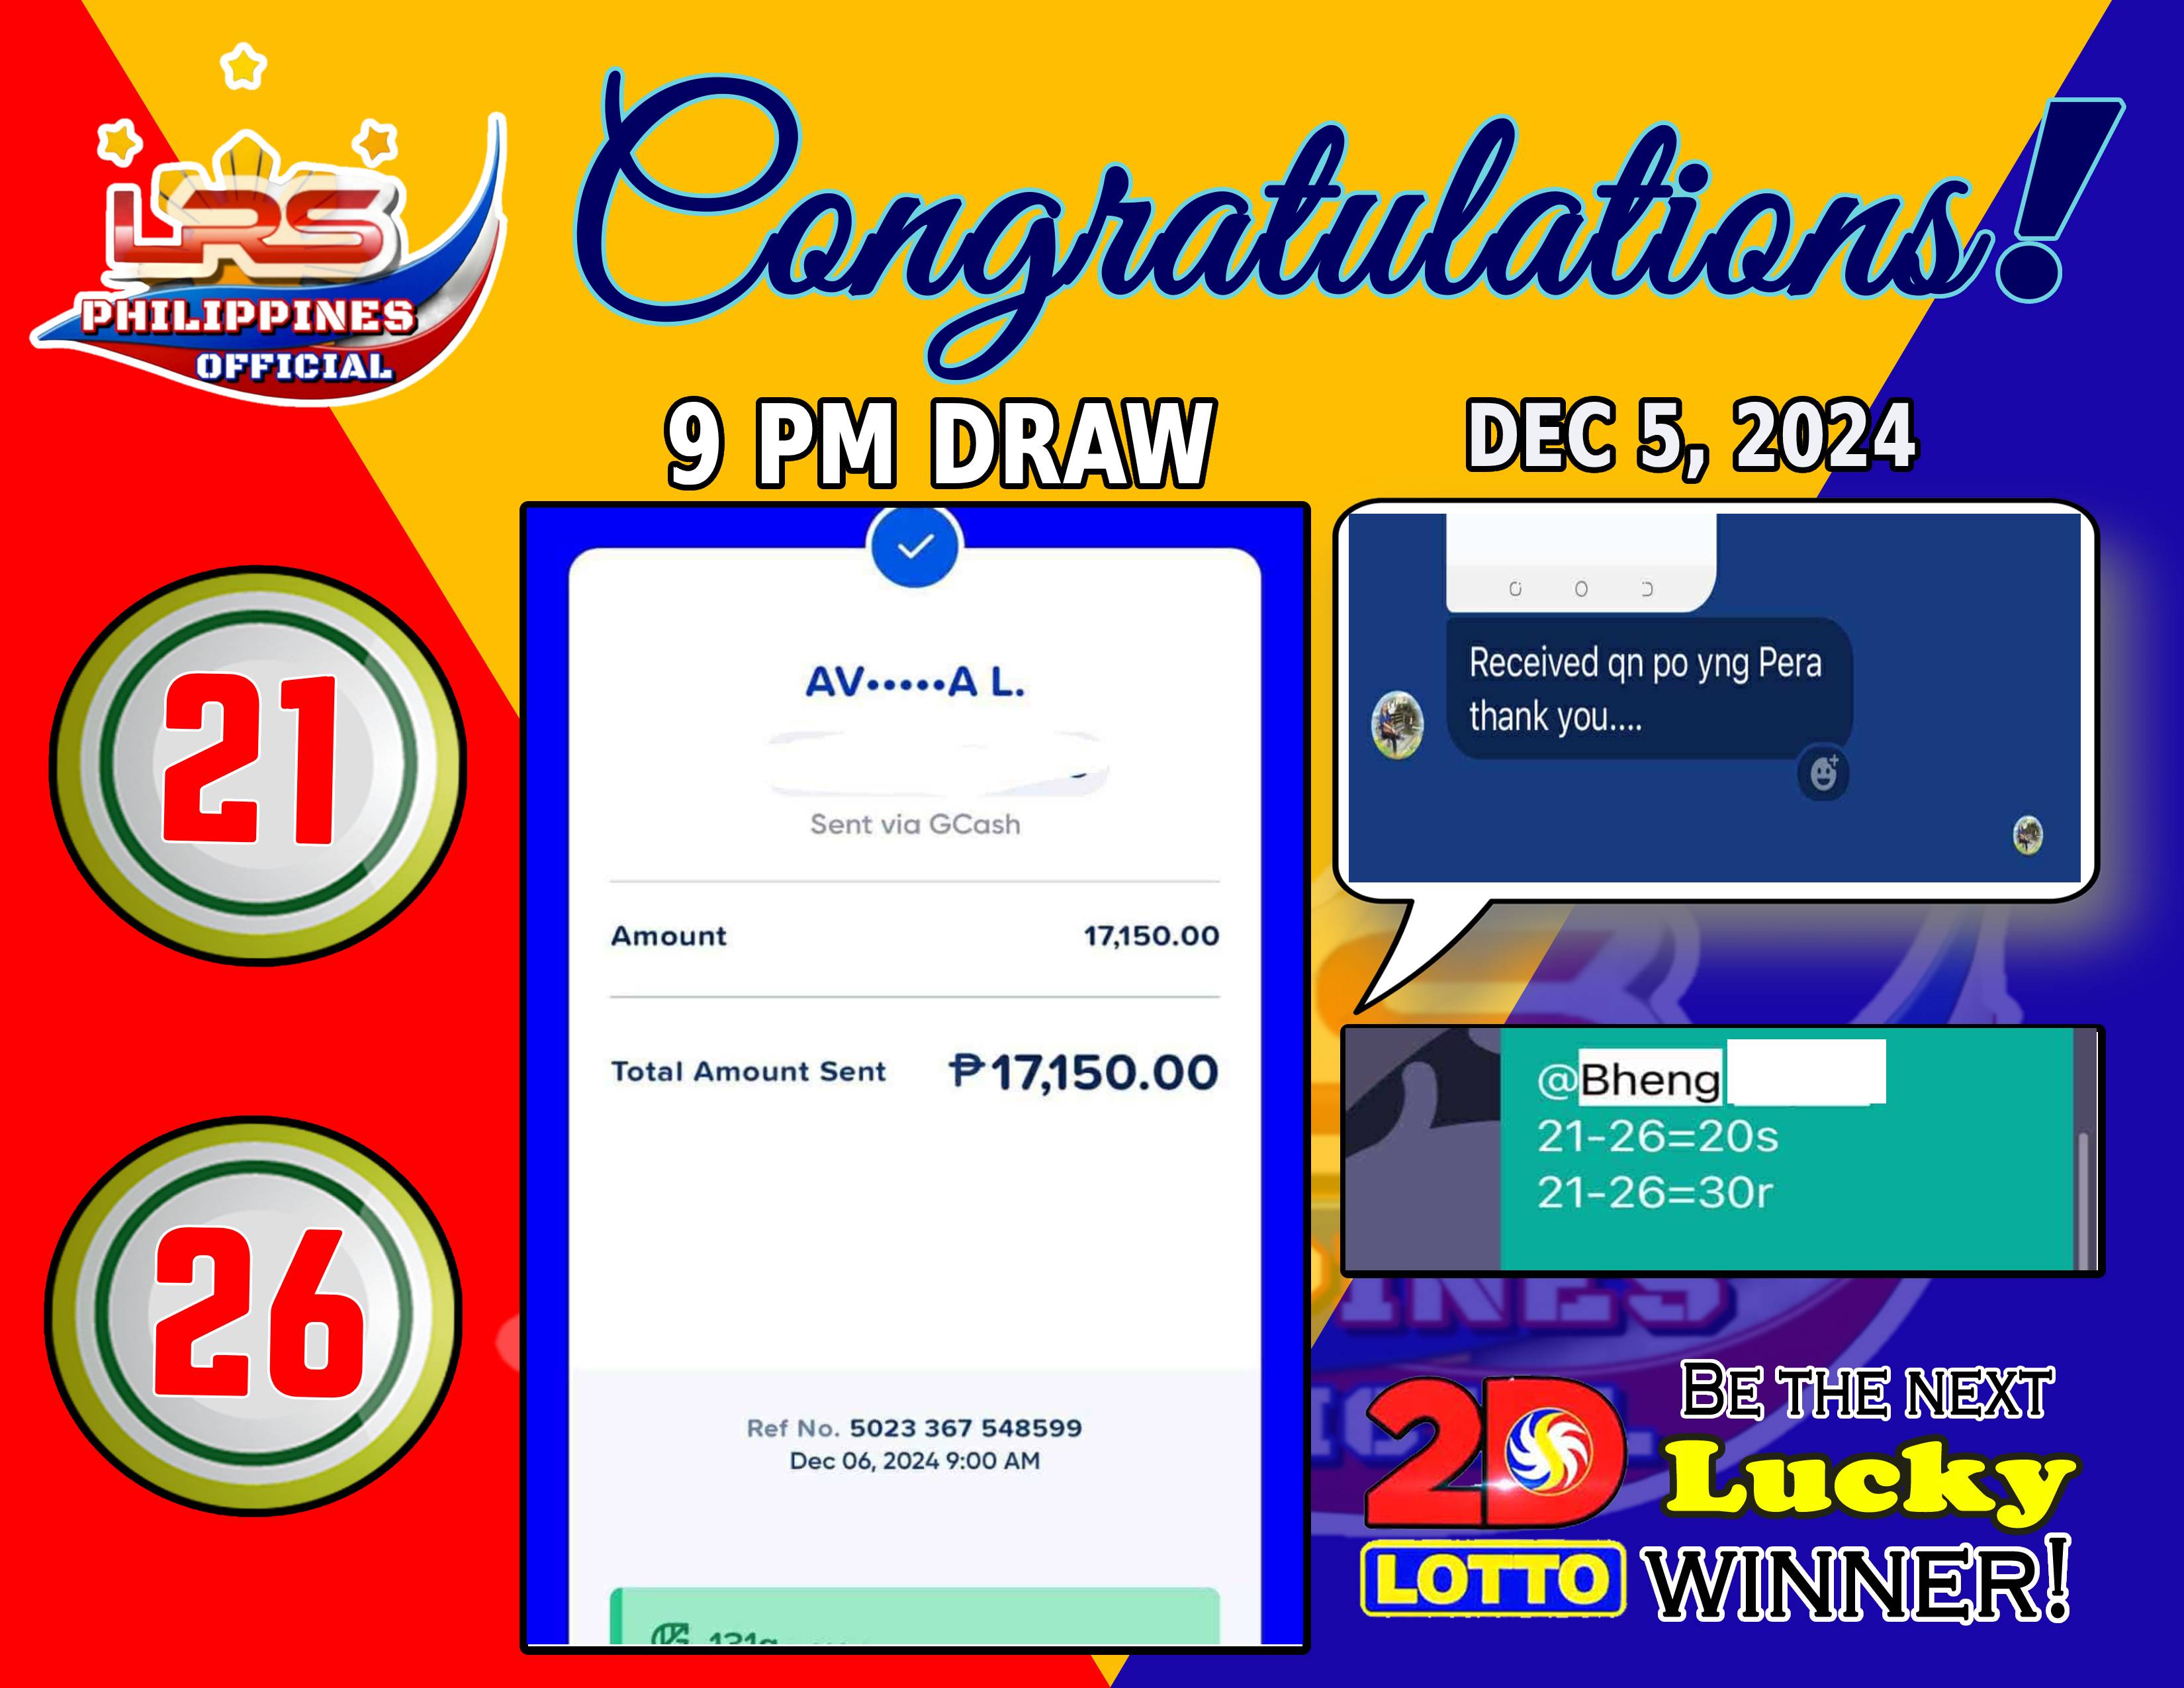 LRS
PHILIPPINES
OFFICIAL
Congratulations!
9 PM DRAW
DEC 5, 2024
21
26
AV•••••A L.
Sent via GCash
Amount 17,150.00
Total Amount Sent ₱17,150.00
Ref No. 5023 367 548599
Dec 06, 2024 9:00 AM
Received qn po yng Pera
thank you....
@Bheng
21-26=20s
21-26=30r
2D
LOTTO
BE THE NEXT
Lucky
WINNER!